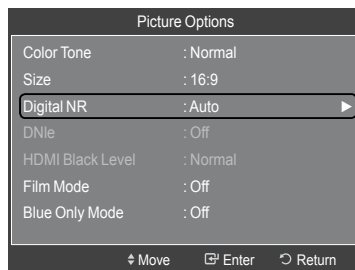 Picture Options
Color Tone : Normal
Size : 16:9
Digital NR : Auto
DNIe : Off
HDMI Black Level : Normal
Film Mode : Off
Blue Only Mode : Off
Move Enter Return